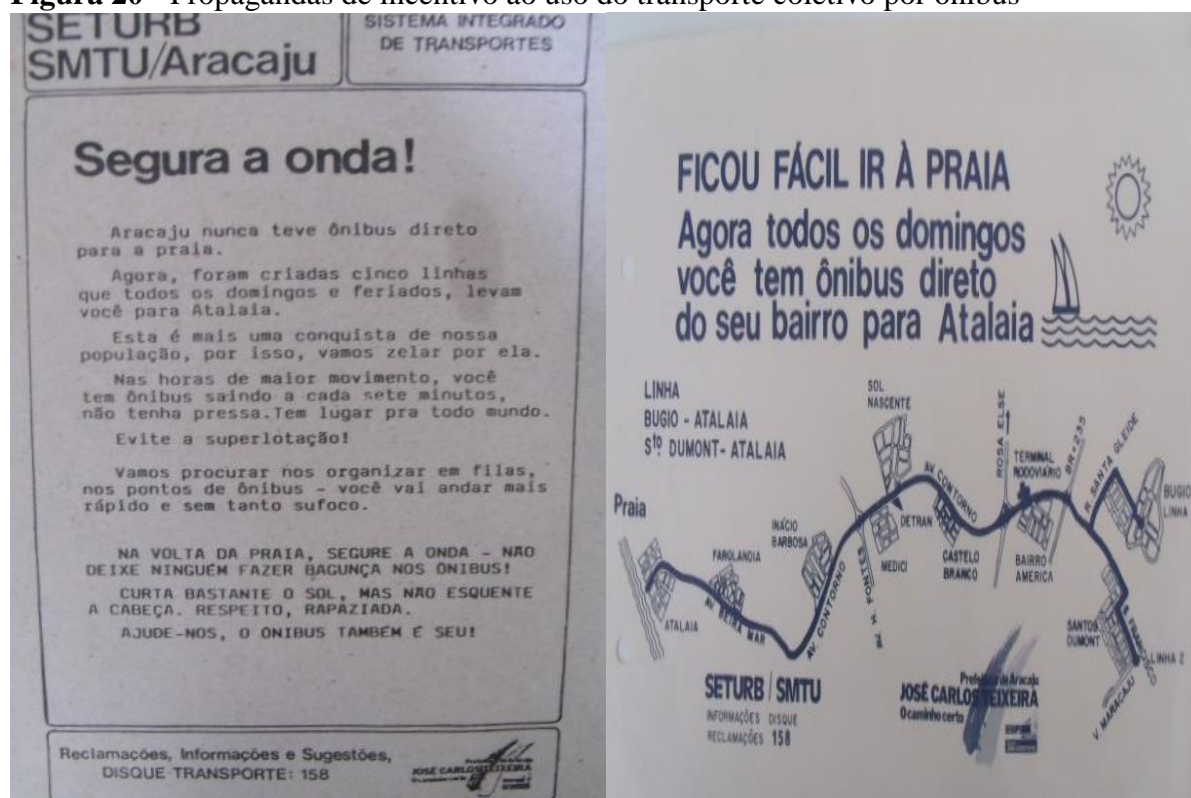 Figura 20 - Propagandas de incentivo ao uso do transporte coletivo por ônibus
SETURB
SMTU/Aracaju
SISTEMA INTEGRADO
DE TRANSPORTES
Segura a onda!
Aracaju nunca teve ônibus direto
para a praia.
Agora, foram criadas cinco linhas
que todos os domingos e feriados, levam
você para Atalaia.
Esta é mais uma conquista de nossa
população, por isso, vamos zelar por ela.
Nas horas de maior movimento, você
tem ônibus saindo a cada sete minutos,
não tenha pressa.Tem lugar pra todo mundo.
Evite a superlotação!
Vamos procurar nos organizar em filas,
nos pontos de ônibus - você vai andar mais
rápido e sem tanto sufoco.
NA VOLTA DA PRAIA, SEGURE A ONDA - NÃO
DEIXE NINGUÉM FAZER BAGUNÇA NOS ÔNIBUS!
CURTA BASTANTE O SOL, MAS NÃO ESQUENTE
A CABEÇA. RESPEITO, RAPAZIADA.
AJUDE-NOS, O ÔNIBUS TAMBÉM É SEU!
Reclamações, Informações e Sugestões,
DISQUE-TRANSPORTE: 158
JOSÉ CARLOS TEIXEIRA
FICOU FÁCIL IR À PRAIA
Agora todos os domingos
você tem ônibus direto
do seu bairro para Atalaia
LINHA
BUGIO - ATALAIA
Sto. DUMONT - ATALAIA
SOL
NASCENTE
ROSA ELSE
TERMINAL
RODOVIÁRIO
BR-235
R. SANTA GLEIDE
BUGIO
LINHA
Praia
AV. CONTORNO
INÁCIO
BARBOSA
DETRAN
MEDICI
CASTELO
BRANCO
BAIRRO
AMERICA
FAROLANDIA
ATALAIA
AV. BEIRA MAR
AV. CONTORNO
M. FONTES
SANTOS
DUMONT
S. FRANCISCO
LINHA 2
V. MARACAJU
SETURB / SMTU
INFORMAÇÕES DISQUE
RECLAMAÇÕES 158
Prefeitura de Aracaju
JOSÉ CARLOS TEIXEIRA
O caminho certo